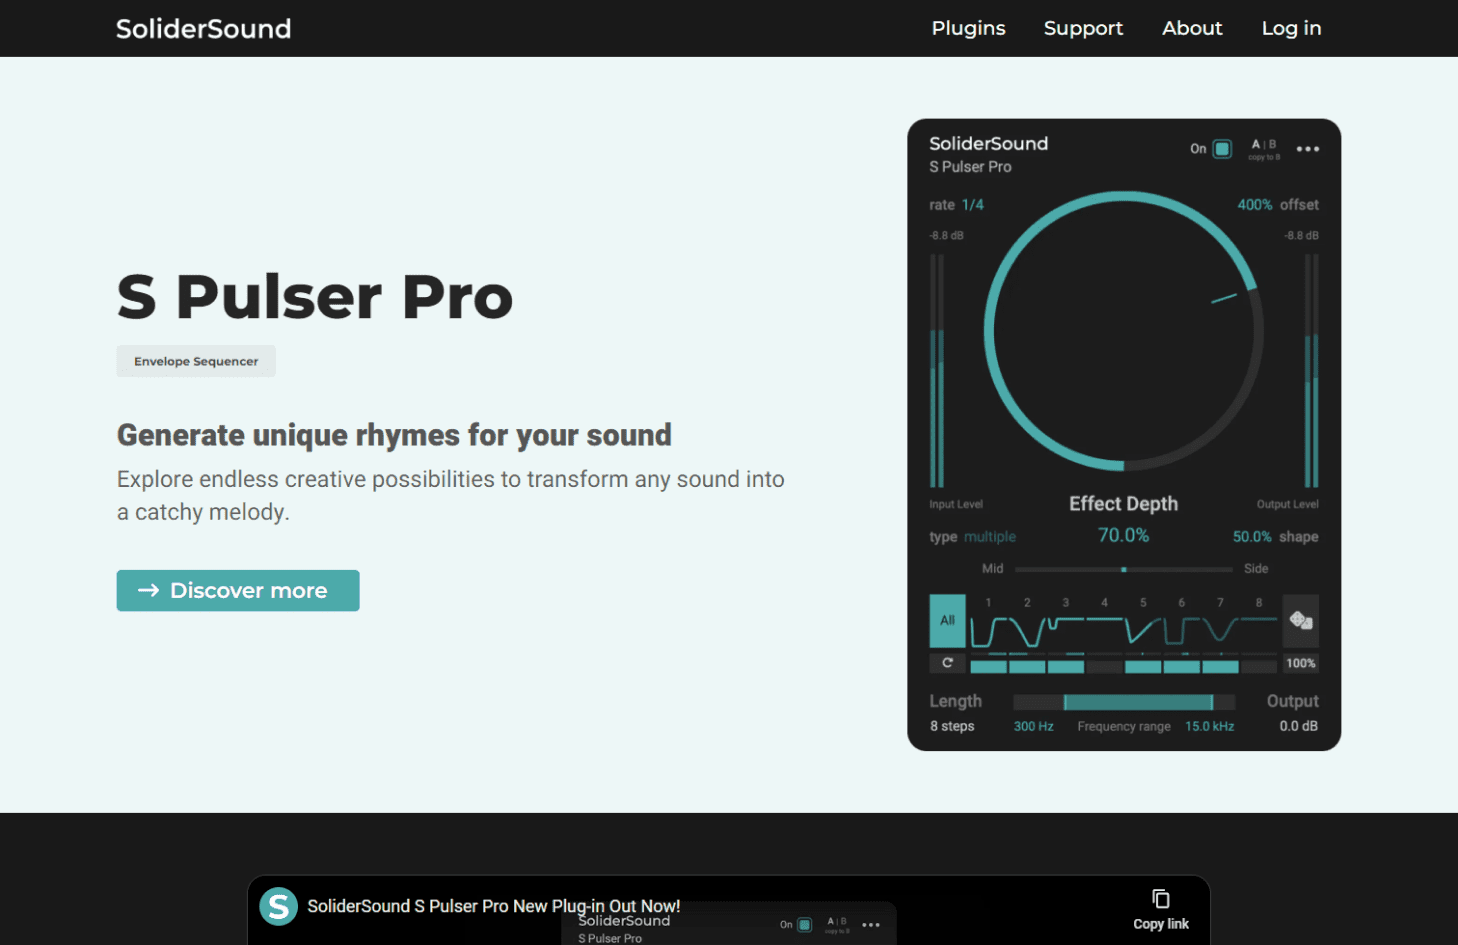 SoliderSound
Plugins Support About Log in
S Pulser Pro
Envelope Sequencer
Generate unique rhymes for your sound
Explore endless creative possibilities to transform any sound into
a catchy melody.
→ Discover more
SoliderSound
S Pulser Pro
On
A | B
copy to B
rate 1/4
400% offset
-8.8 dB
-8.8 dB
Input Level
Effect Depth
Output Level
type multiple
70.0%
50.0% shape
Mid
Side
All
1 2 3 4 5 6 7 8
100%
Length
Output
8 steps
300 Hz Frequency range 15.0 kHz
0.0 dB
S
SoliderSound S Pulser Pro New Plug-in Out Now!
Copy link
SoliderSound
S Pulser Pro
On
A | B
copy to B